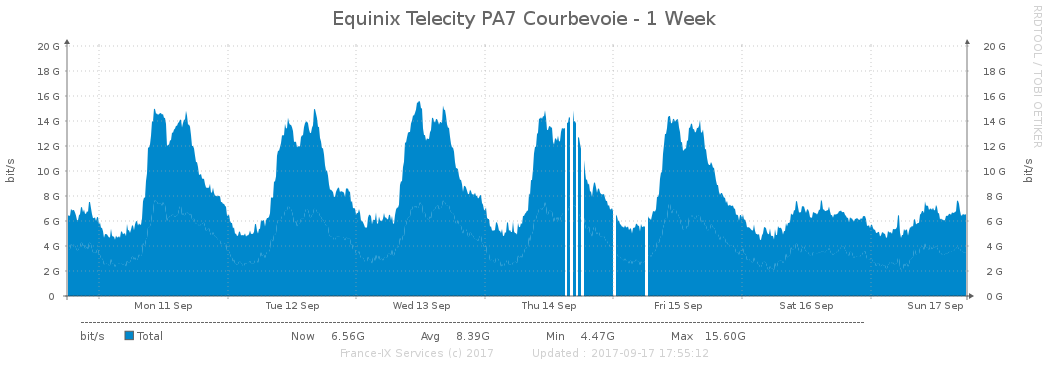 Equinix Telecity PA7 Courbevoie - 1 Week
RRDTOOL / TOBI OETIKER
20 G 20 G
18 G 18 G
16 G 16 G
14 G 14 G
12 G 12 G
10 G 10 G
8 G 8 G
6 G 6 G
4 G 4 G
2 G 2 G
0 0 G
bit/s
bit/s
Mon 11 Sep Tue 12 Sep Wed 13 Sep Thu 14 Sep Fri 15 Sep Sat 16 Sep Sun 17 Sep
bit/s Total Now 6.56G Avg 8.39G Min 4.47G Max 15.60G
France-IX Services (c) 2017 Updated : 2017-09-17 17:55:12